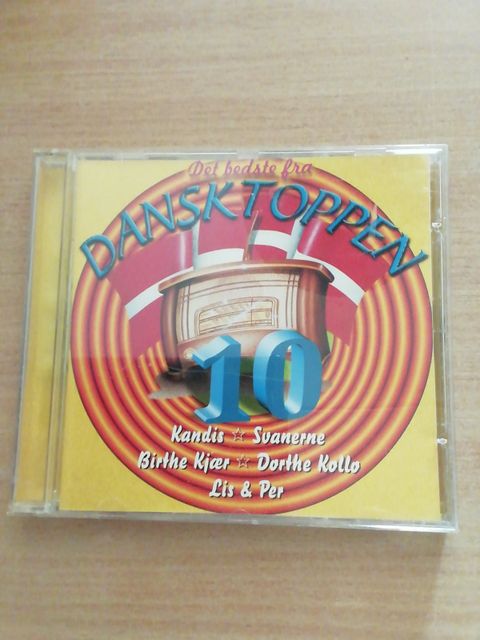 Det bedste fra
DANSKTOPPEN
10
Kandis ☆ Svanerne
Birthe Kjær ☆ Dorthe Kollo
Lis & Per